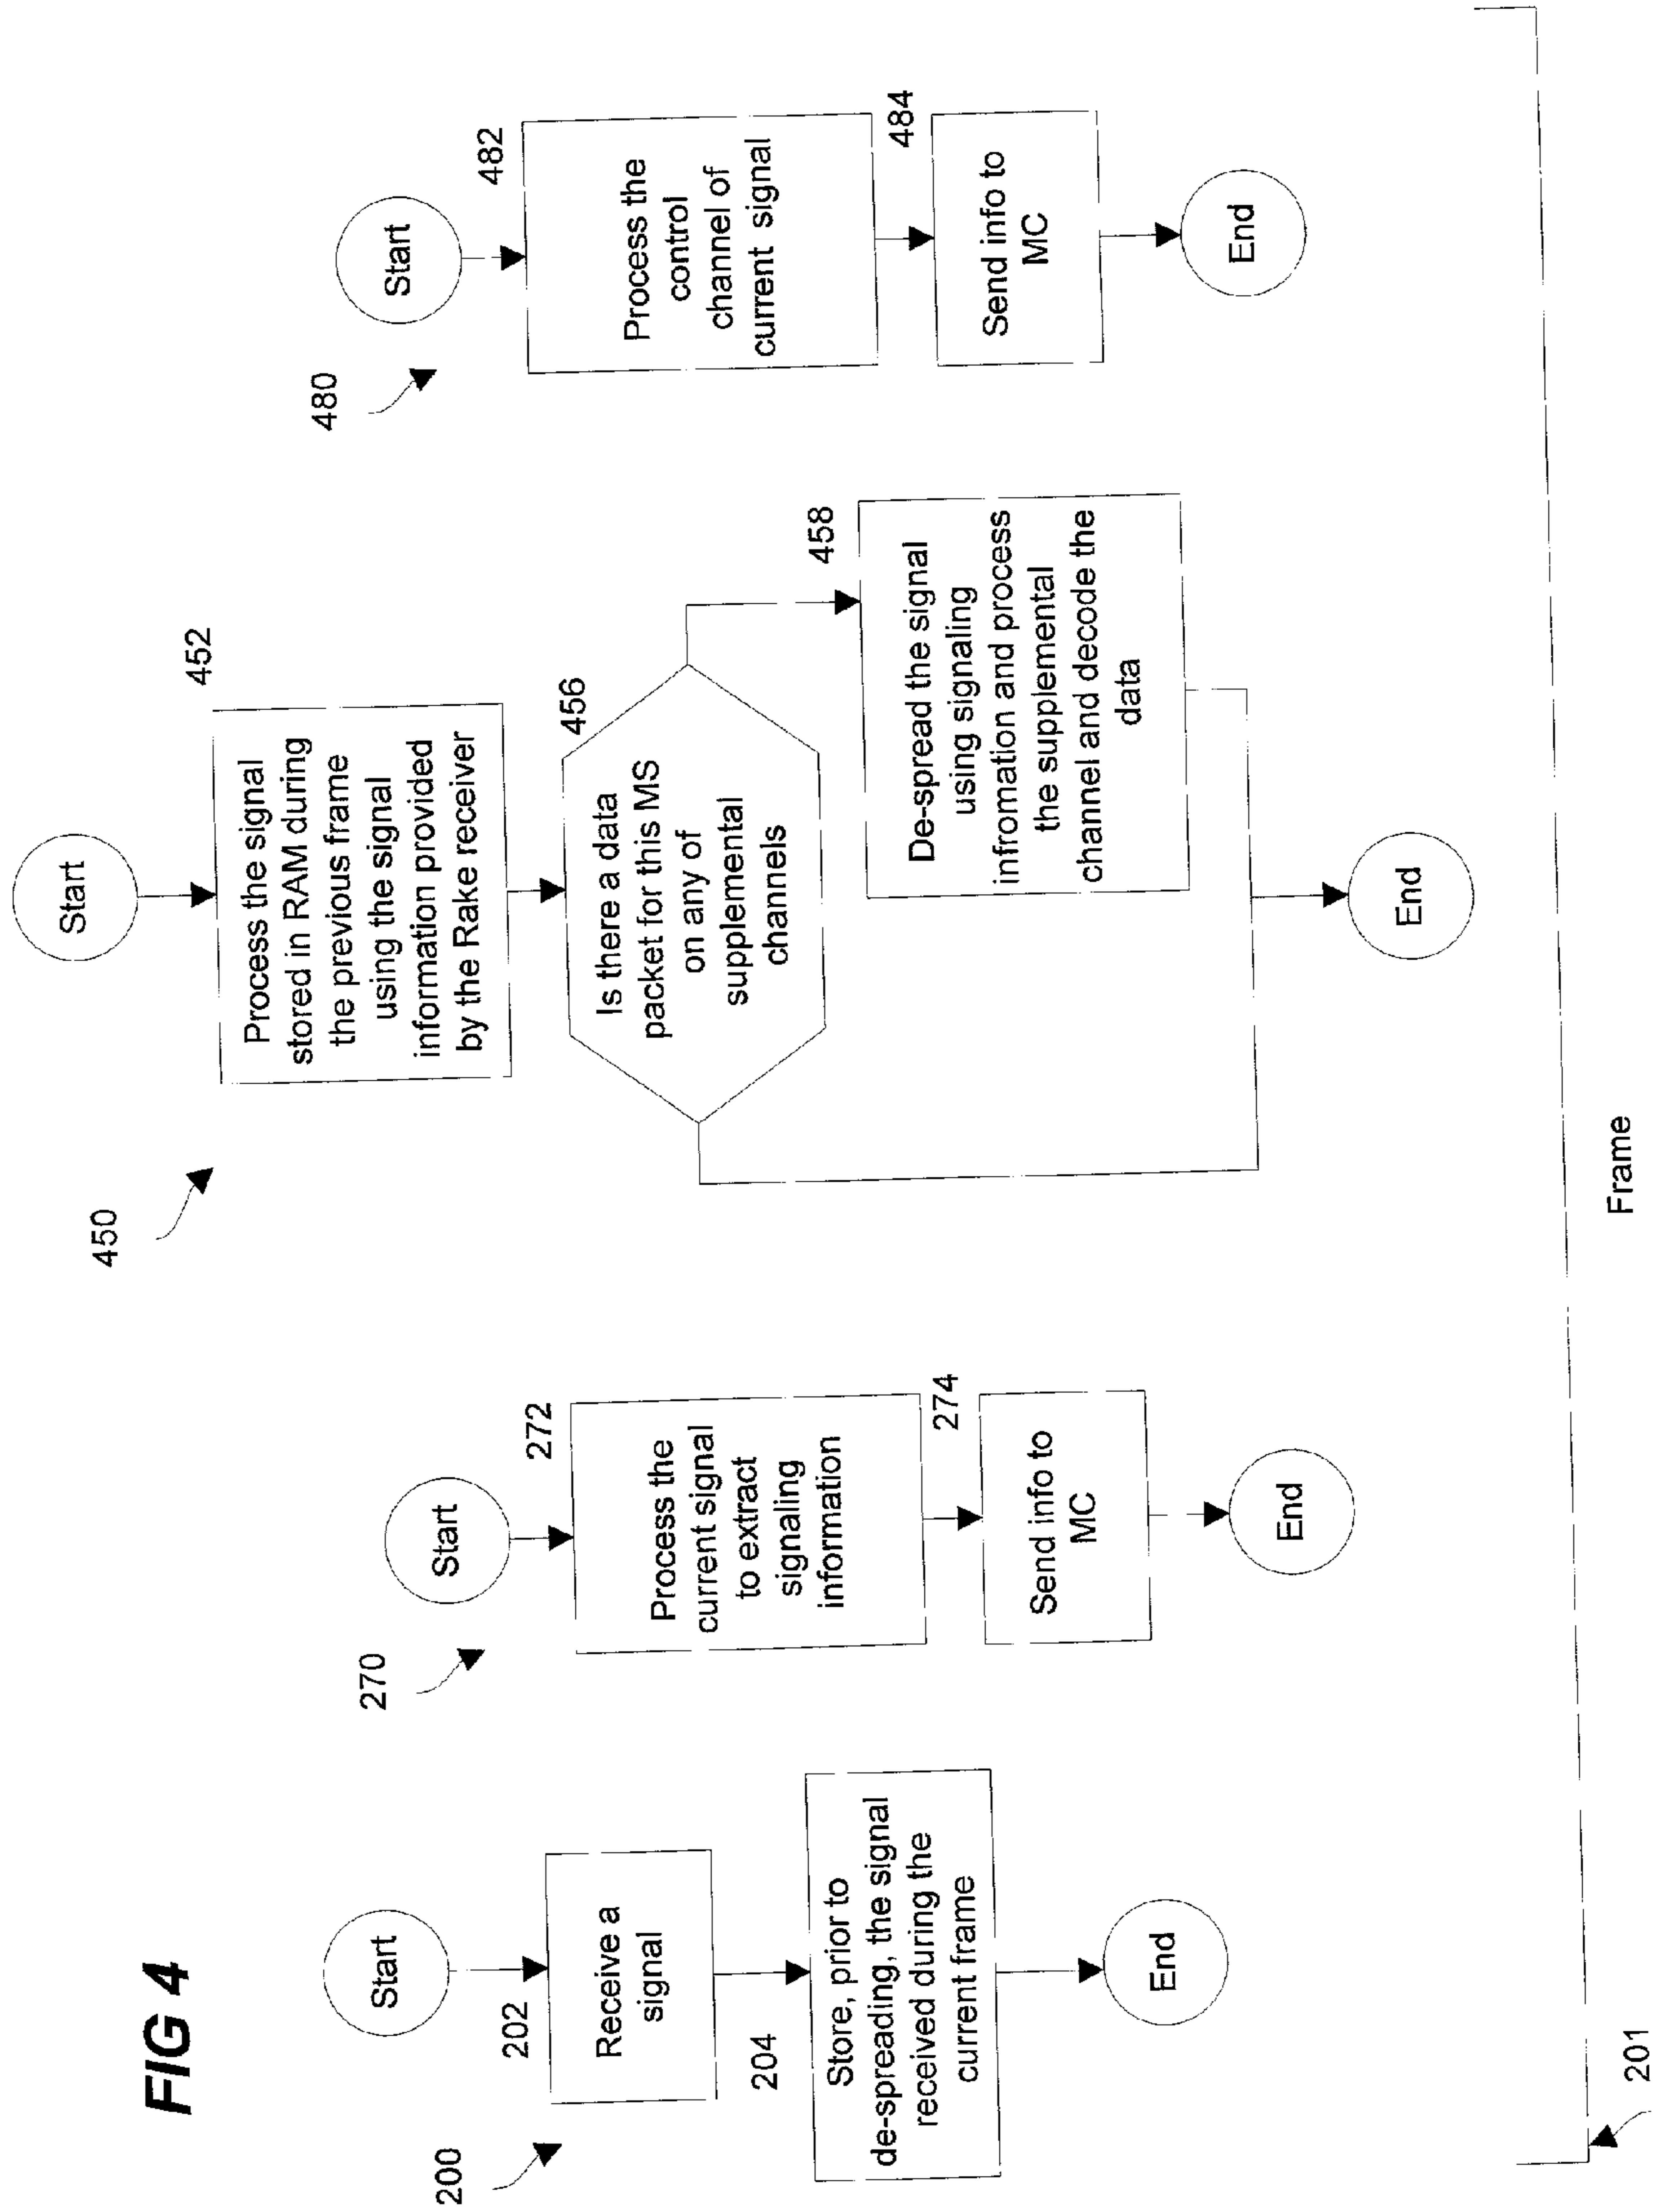 FIG 4
200
Start
202
Receive a
signal
204
Store, prior to
de-spreading, the signal
received during the
current frame
End
270
Start
272
Process the
current signal
to extract
signaling
information
274
Send info to
MC
End
450
Start
452
Process the signal
stored in RAM during
the previous frame
using the signal
information provided
by the Rake receiver
456
Is there a data
packet for this MS
on any of
supplemental
channels
458
De-spread the signal
using signaling
infromation and process
the supplemental
channel and decode the
data
End
480
Start
482
Process the
control
channel of
current signal
484
Send info to
MC
End
Frame
201